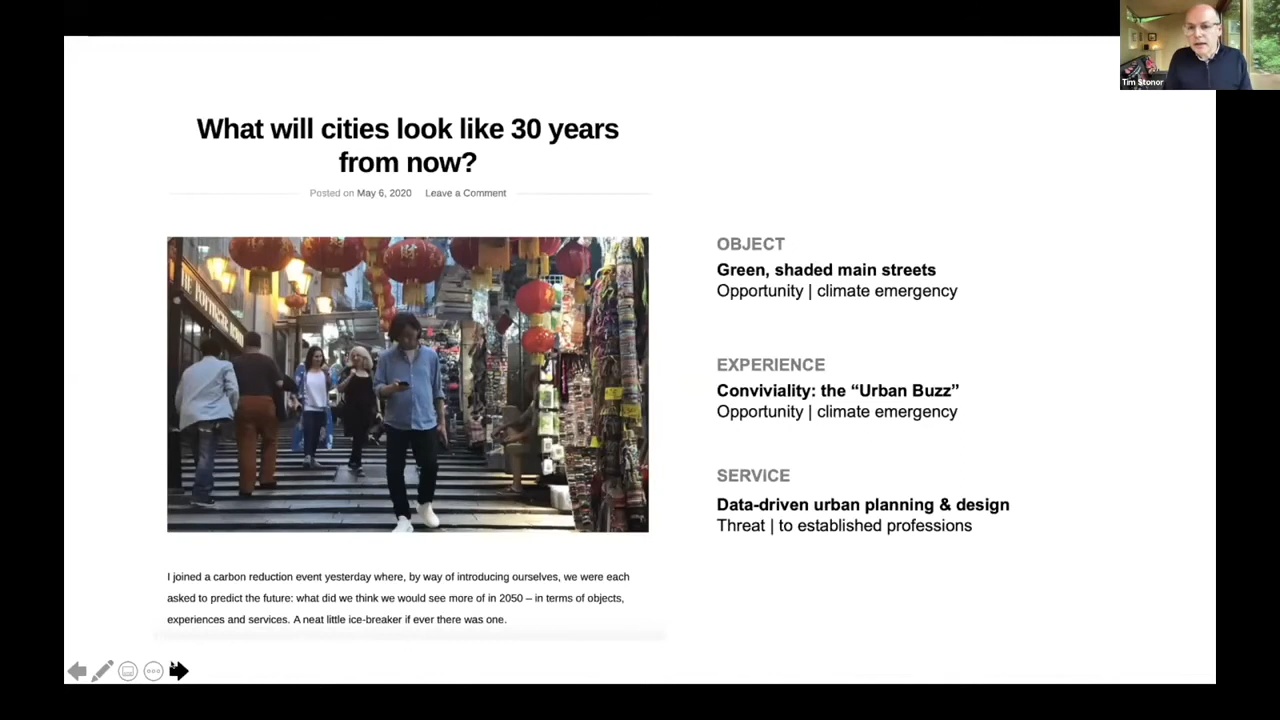 Tim Stonor
What will cities look like 30 years
from now?
Posted on May 6, 2020 Leave a Comment
OBJECT
Green, shaded main streets
Opportunity | climate emergency
EXPERIENCE
Conviviality: the “Urban Buzz”
Opportunity | climate emergency
SERVICE
Data-driven urban planning & design
Threat | to established professions
I joined a carbon reduction event yesterday where, by way of introducing ourselves, we were each
asked to predict the future: what did we think we would see more of in 2050 – in terms of objects,
experiences and services. A neat little ice-breaker if ever there was one.